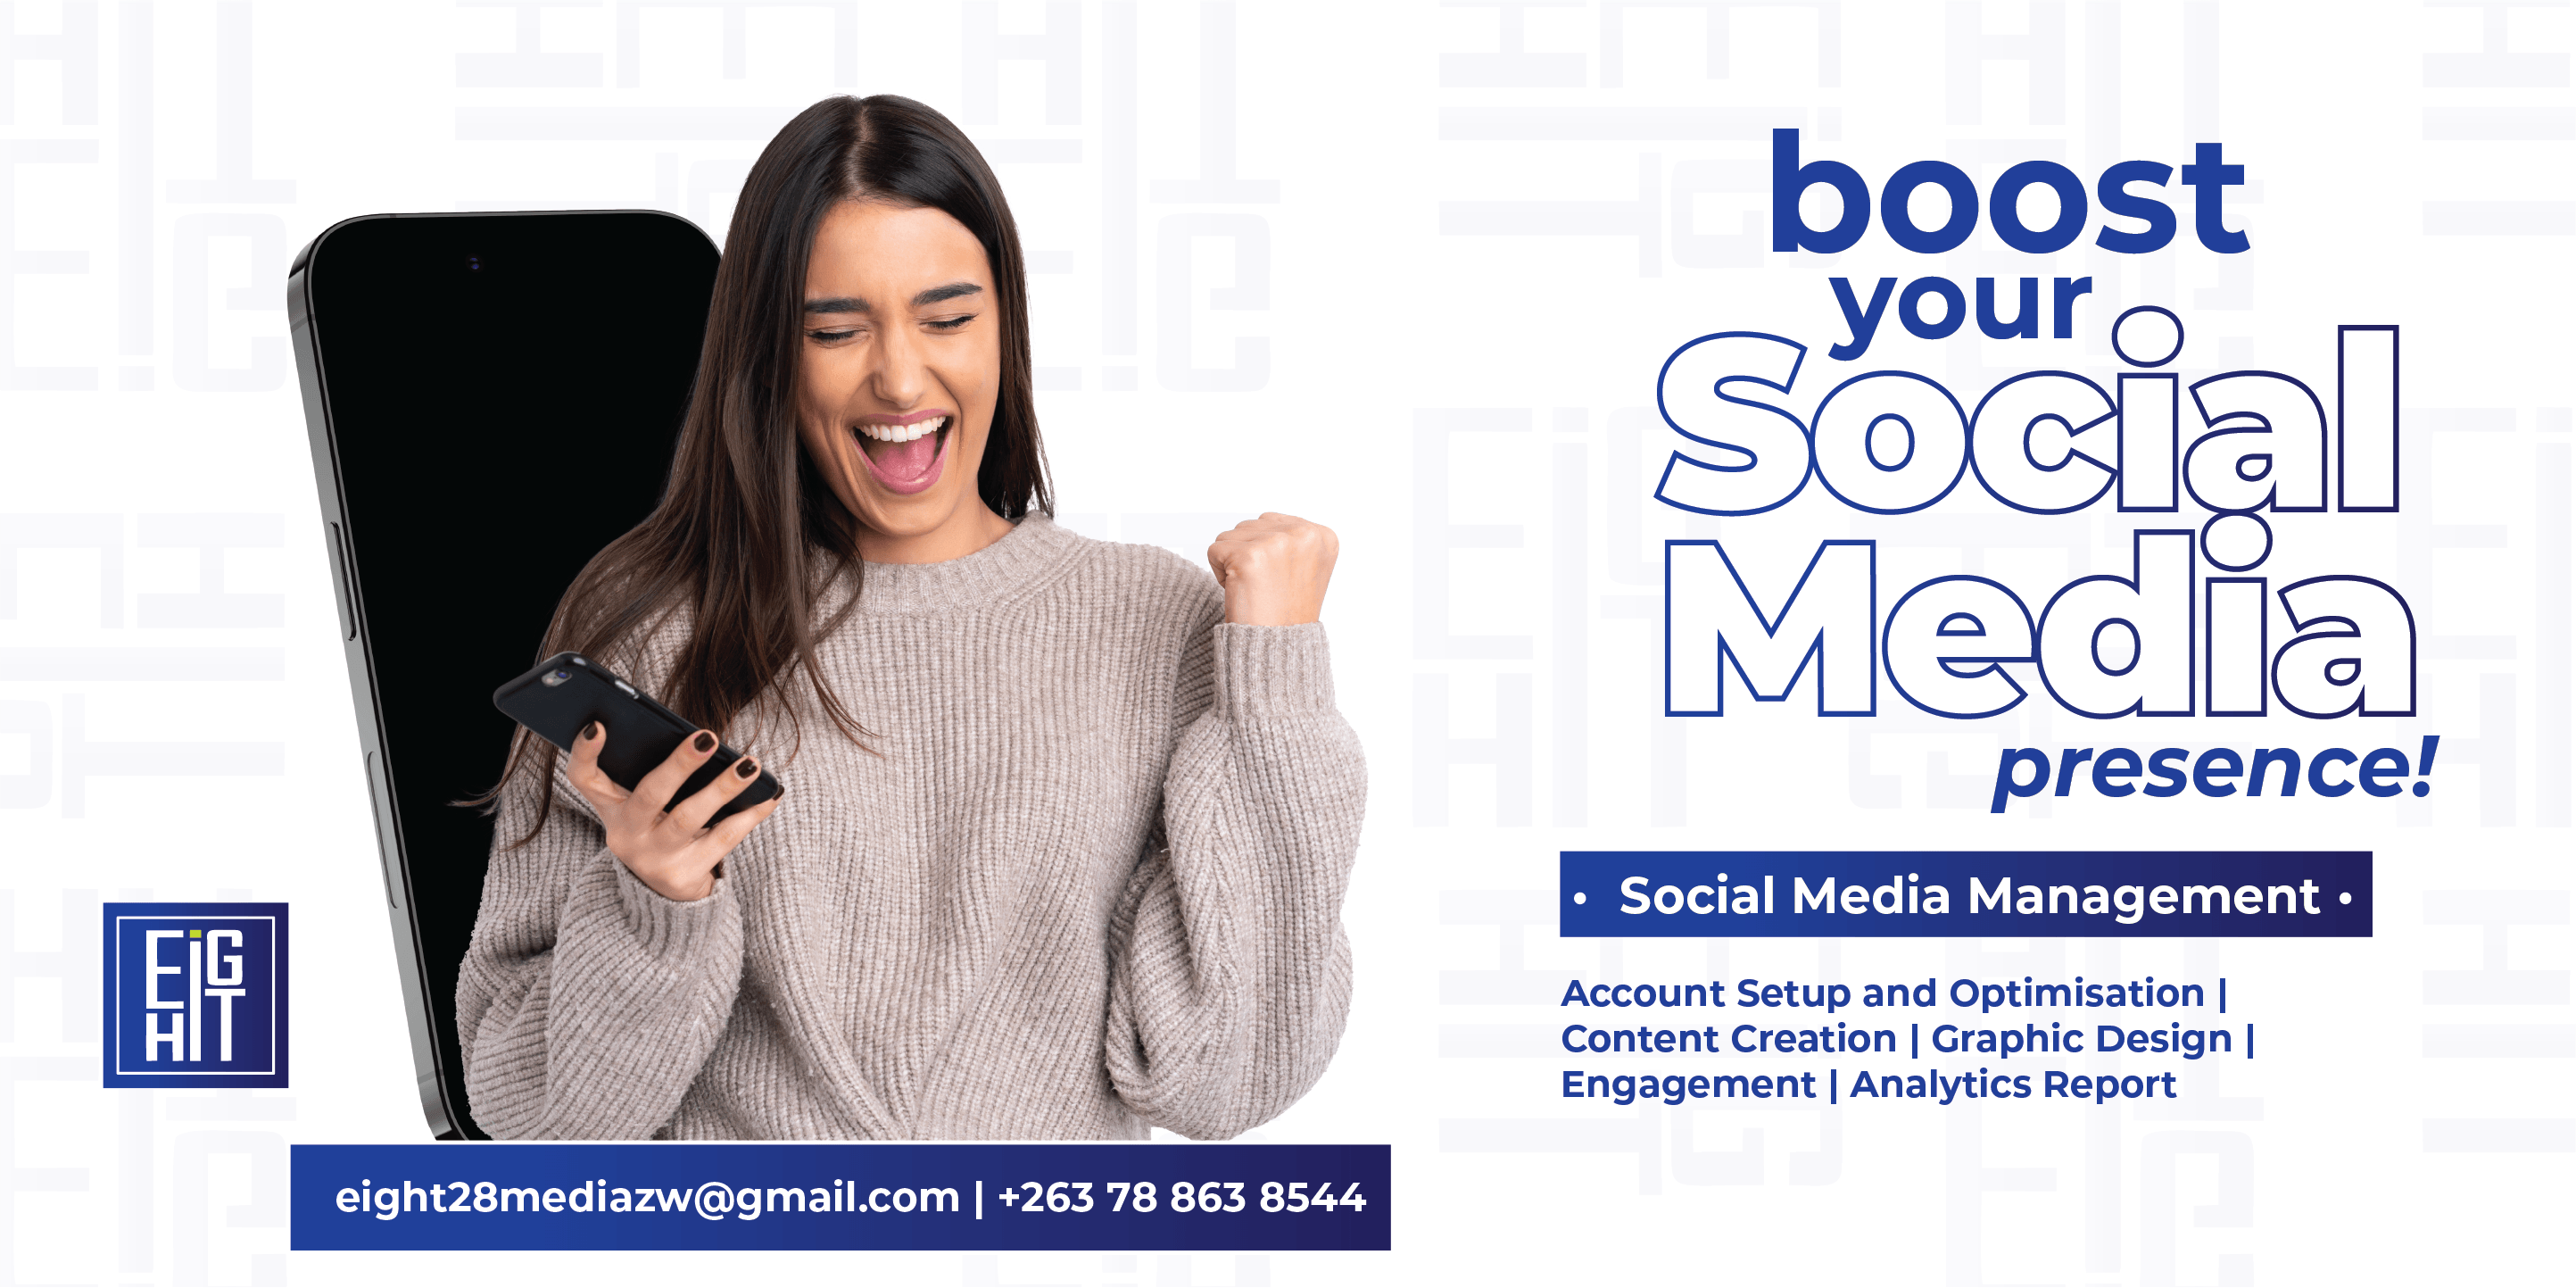 boost
your
Social
Media
presence!
• Social Media Management •
Account Setup and Optimisation |
Content Creation | Graphic Design |
Engagement | Analytics Report
EiG
HT
eight28mediazw@gmail.com | +263 78 863 8544